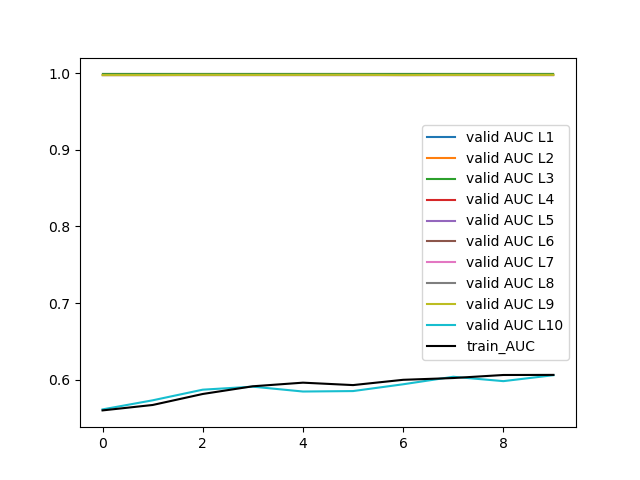 1.0
0.9
0.8
0.7
0.6
0
2
4
6
8
valid AUC L1
valid AUC L2
valid AUC L3
valid AUC L4
valid AUC L5
valid AUC L6
valid AUC L7
valid AUC L8
valid AUC L9
valid AUC L10
train_AUC